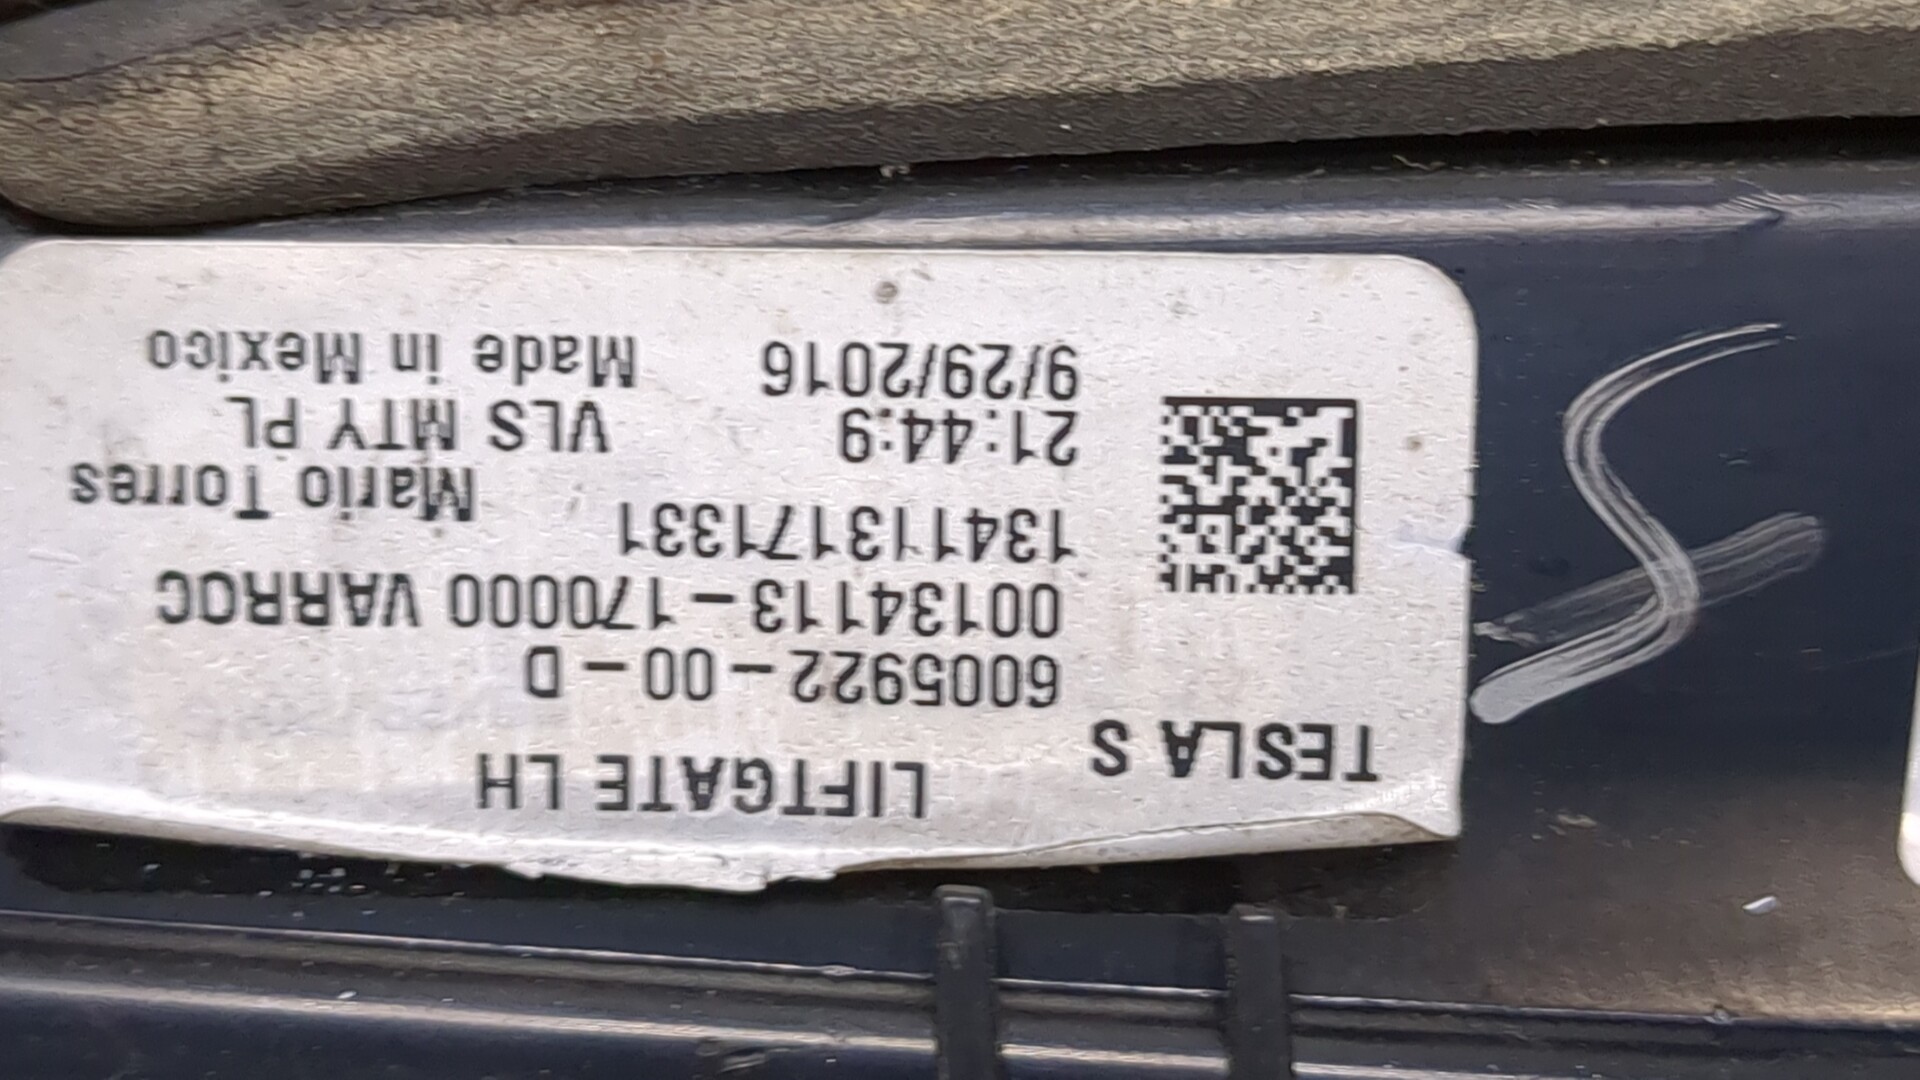 TESLA S LIFTGATE LH
6005922-00-D
00134113-170000 VARROC
134113171331 Mario Torres
21:44:9 VLS MTY PL
9/29/2016 Made in Mexico